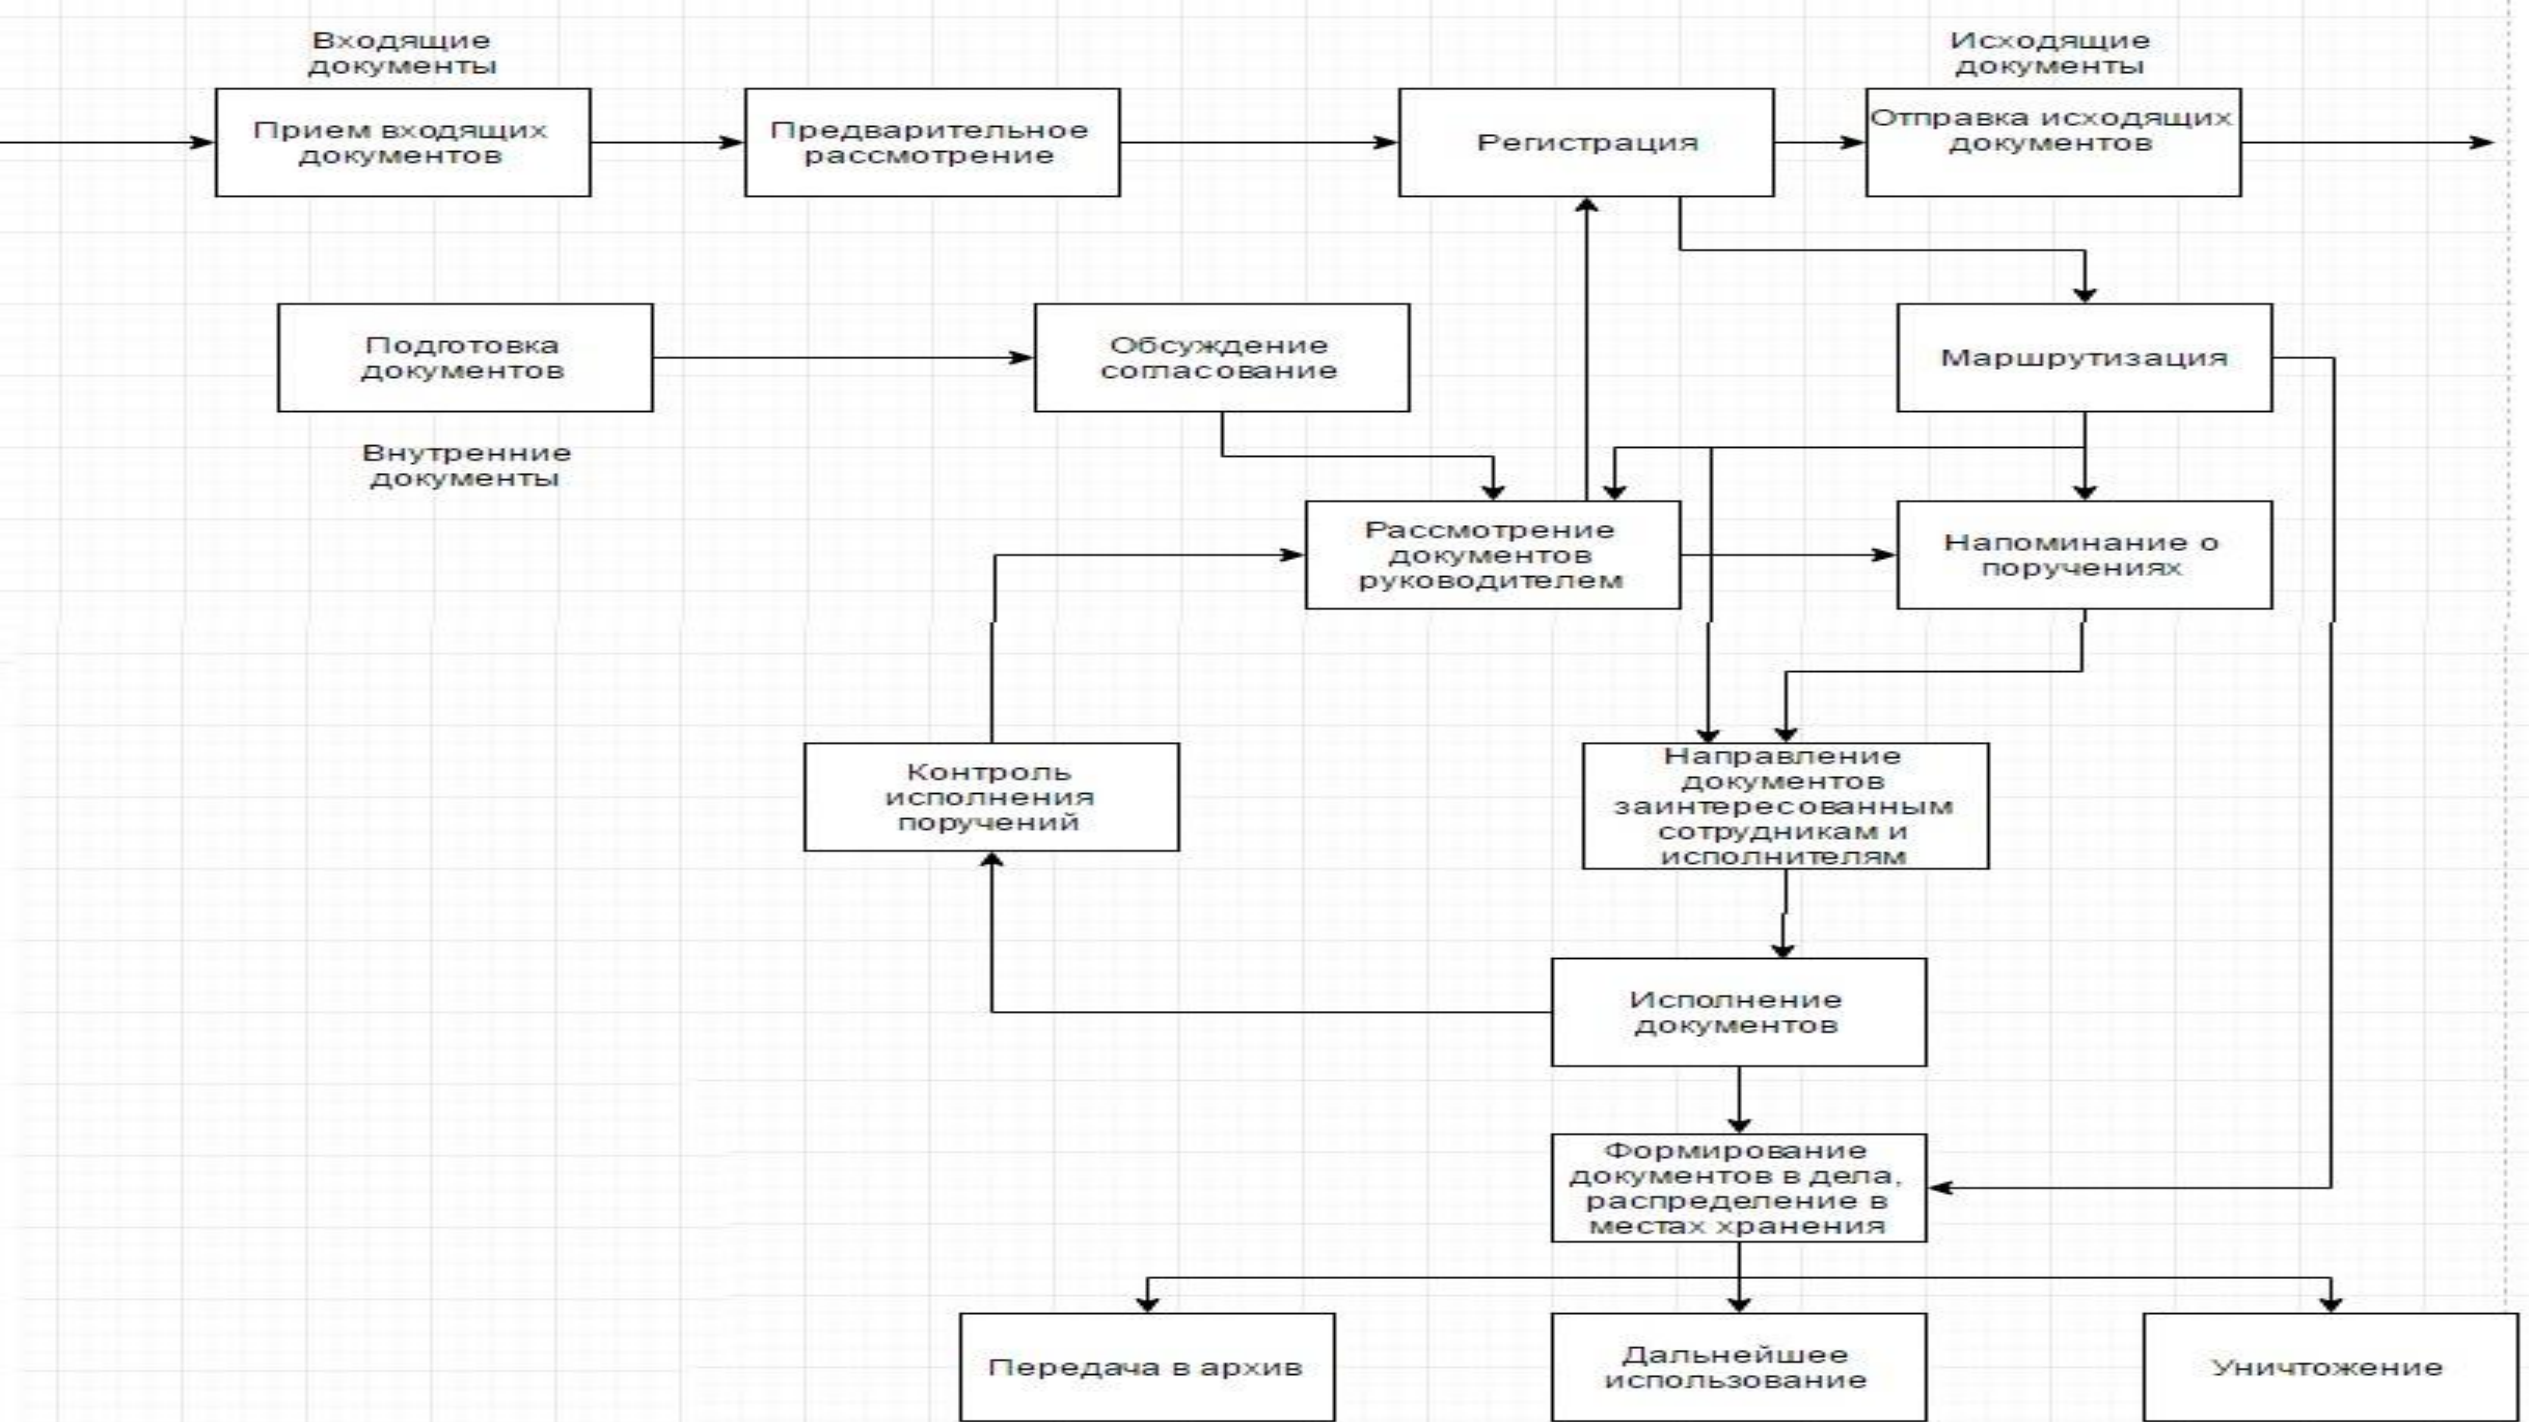 Входящие
документы
Исходящие
документы
Прием входящих
документов
Предварительное
рассмотрение
Регистрация
Отправка исходящих
документов
Подготовка
документов
Обсуждение
согласование
Маршрутизация
Внутренние
документы
Рассмотрение
документов
руководителем
Напоминание о
поручениях
Контроль
исполнения
поручений
Направление
документов
заинтересованным
сотрудникам и
исполнителям
Исполнение
документов
Формирование
документов в дела,
распределение в
местах хранения
Передача в архив
Дальнейшее
использование
Уничтожение